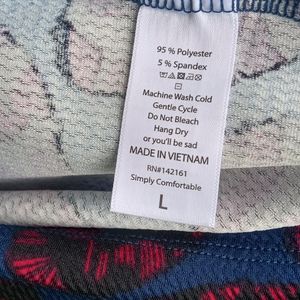 95 % Polyester
5 % Spandex
Machine Wash Cold
Gentle Cycle
Do Not Bleach
Hang Dry
or you'll be sad
MADE IN VIETNAM
RN#142161
Simply Comfortable
L